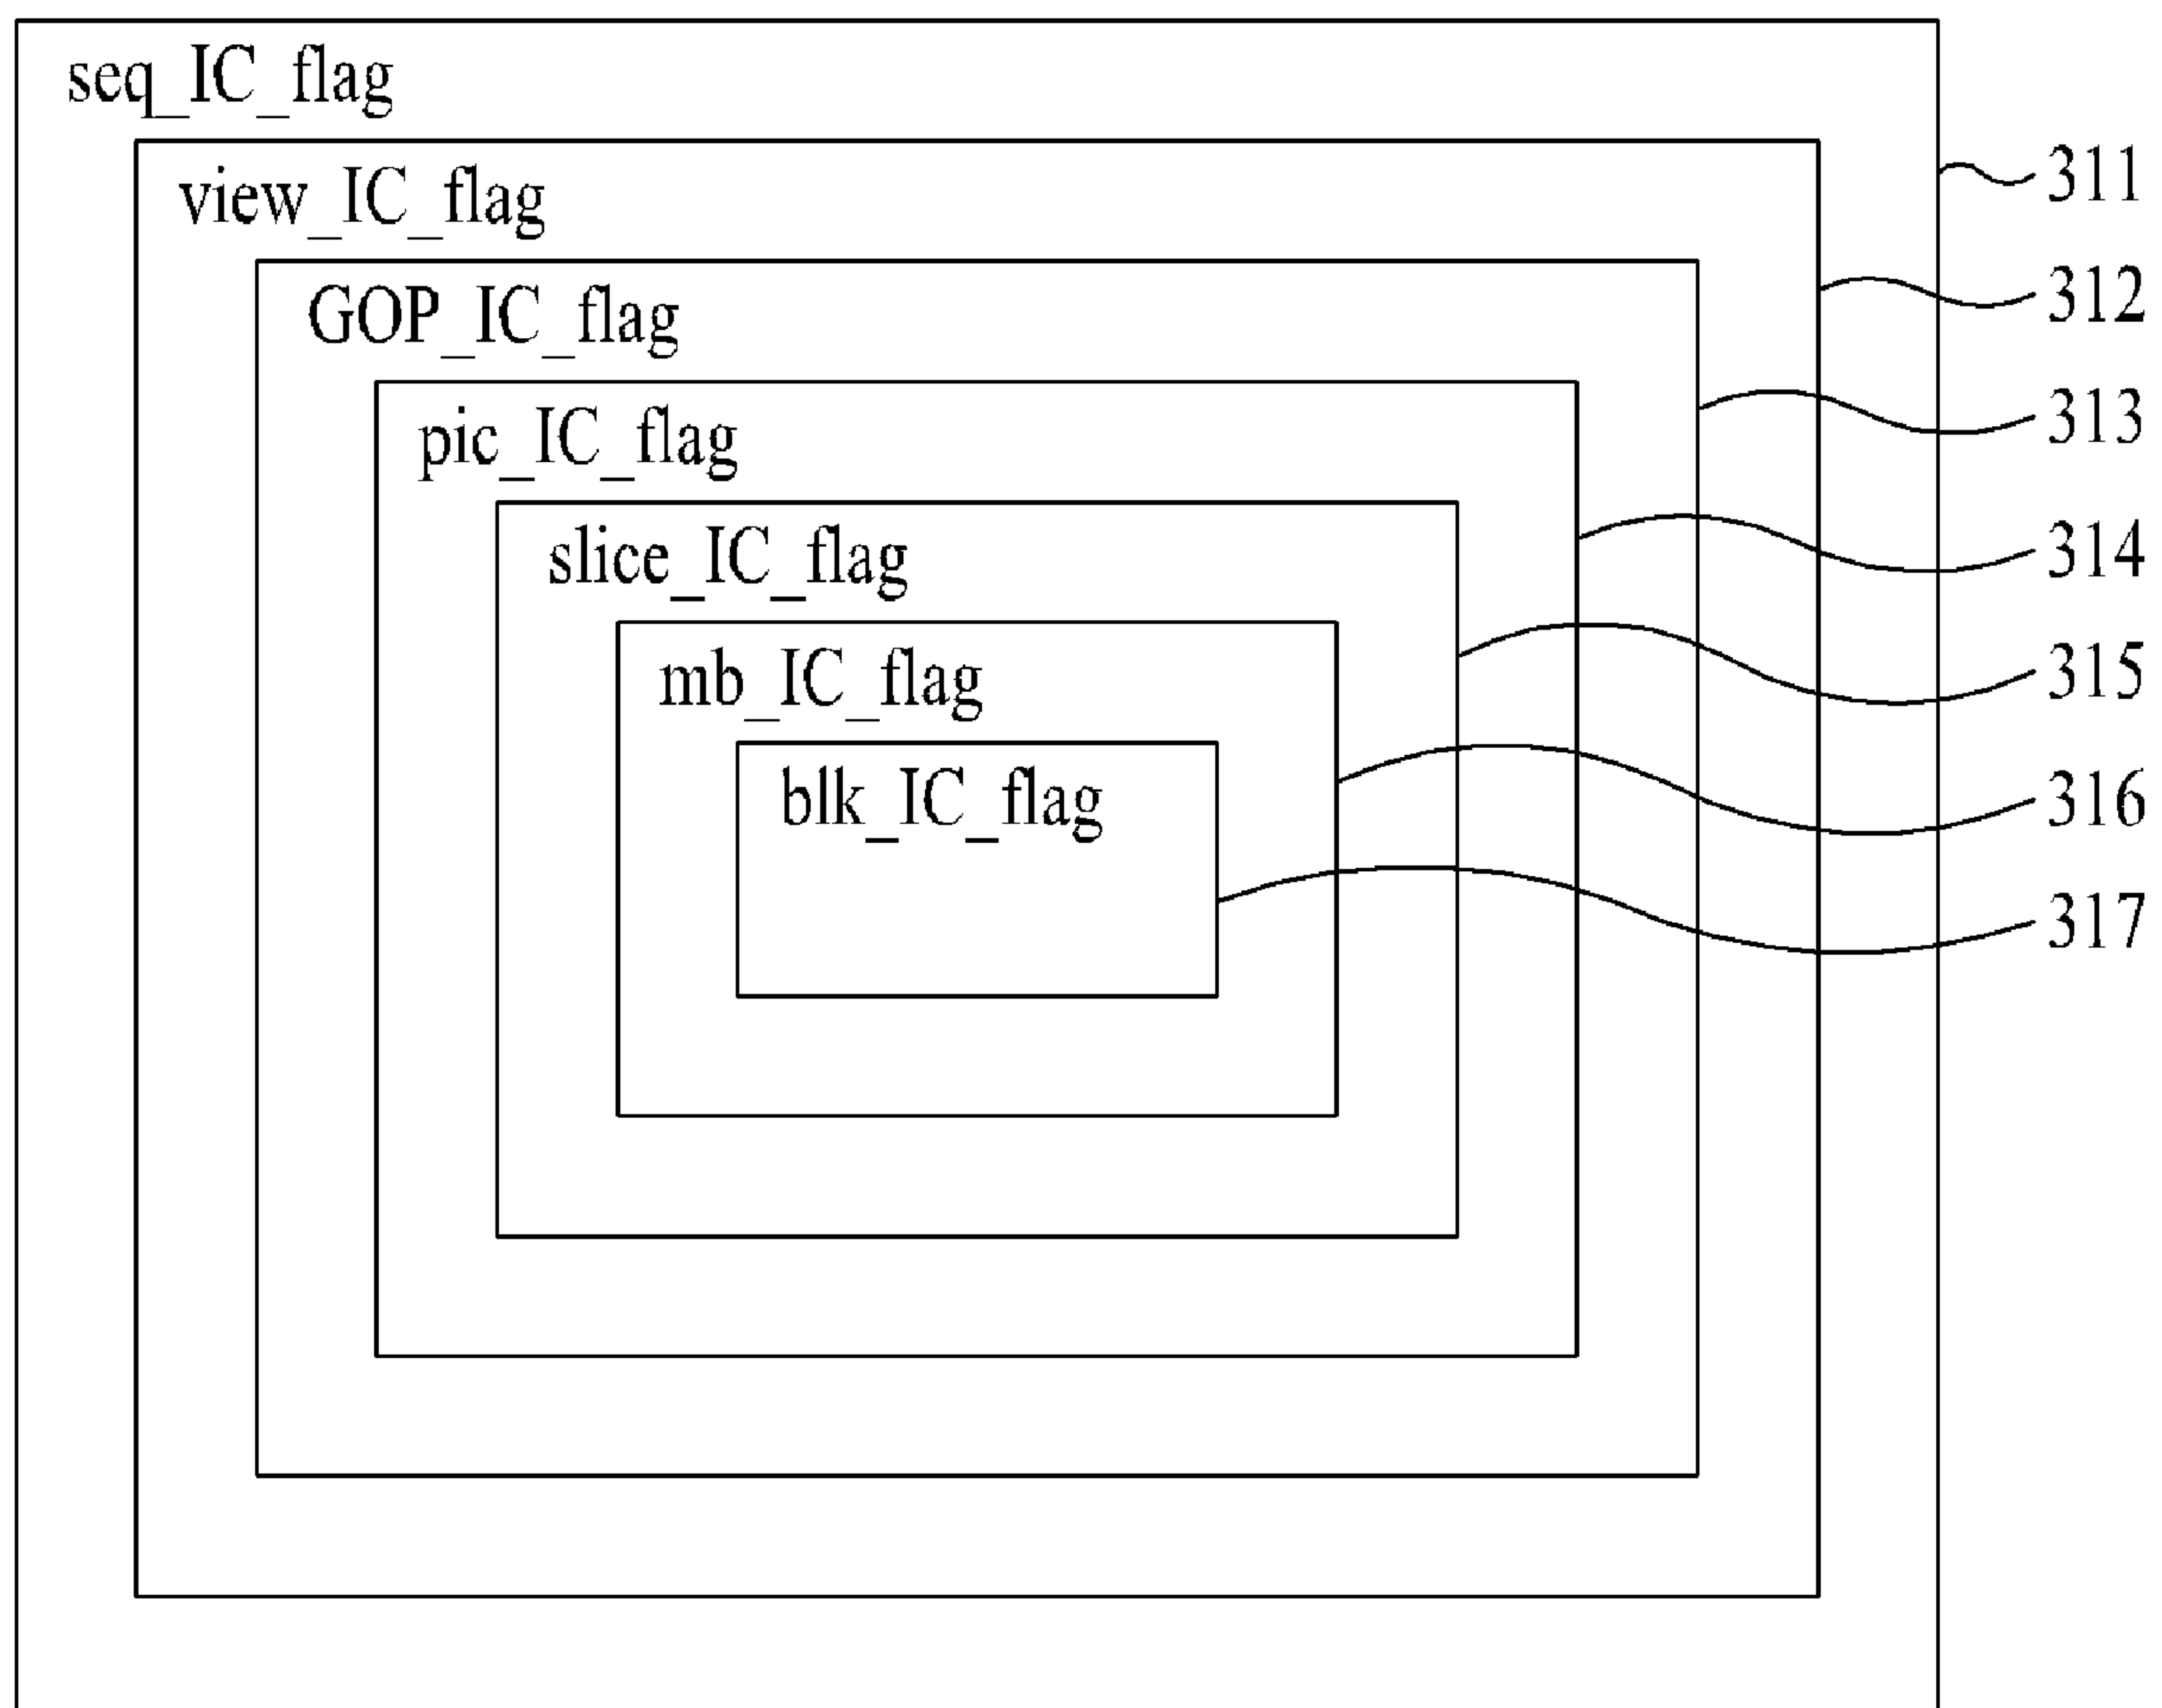 seq_IC_flag
view_IC_flag
GOP_IC_flag
pic_IC_flag
slice_IC_flag
mb_IC_flag
blk_IC_flag
311
312
313
314
315
316
317